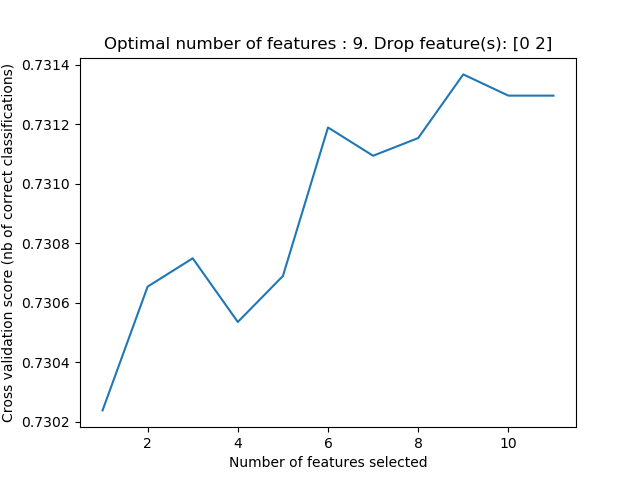 Optimal number of features : 9. Drop feature(s): [0 2]
Cross validation score (nb of correct classifications)
0.7314
0.7312
0.7310
0.7308
0.7306
0.7304
0.7302
2 4 6 8 10
Number of features selected